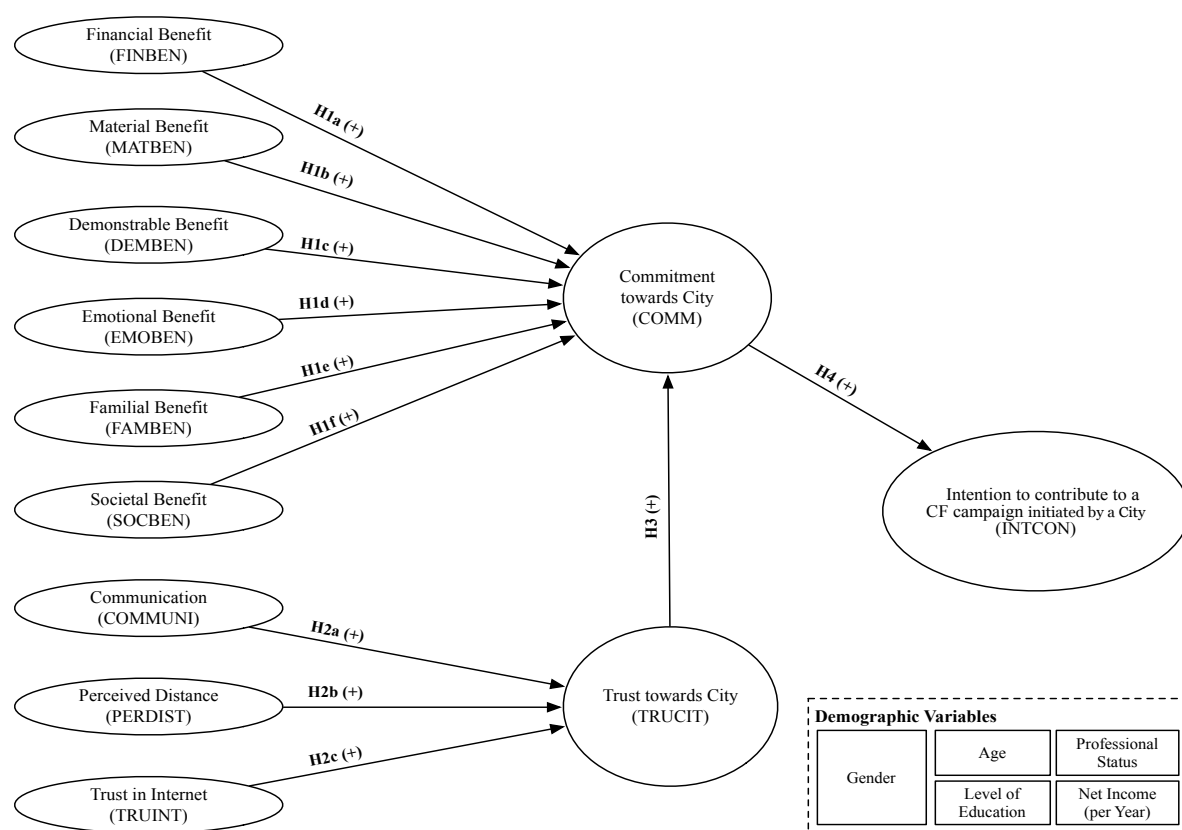 Financial Benefit
(FINBEN)
H1a (+)
Material Benefit
(MATBEN)
H1b (+)
Demonstrable Benefit
(DEMBEN)
H1c (+)
Emotional Benefit
(EMOBEN)
H1d (+)
Familial Benefit
(FAMBEN)
H1e (+)
Societal Benefit
(SOCBEN)
H1f (+)
Commitment
towards City
(COMM)
H4 (+)
Intention to contribute to a
CF campaign initiated by a City
(INTCON)
H3 (+)
Communication
(COMMUNI)
H2a (+)
Perceived Distance
(PERDIST)
H2b (+)
Trust in Internet
(TRUINT)
H2c (+)
Trust towards City
(TRUCIT)
Demographic Variables
Gender
Age
Professional
Status
Level of
Education
Net Income
(per Year)